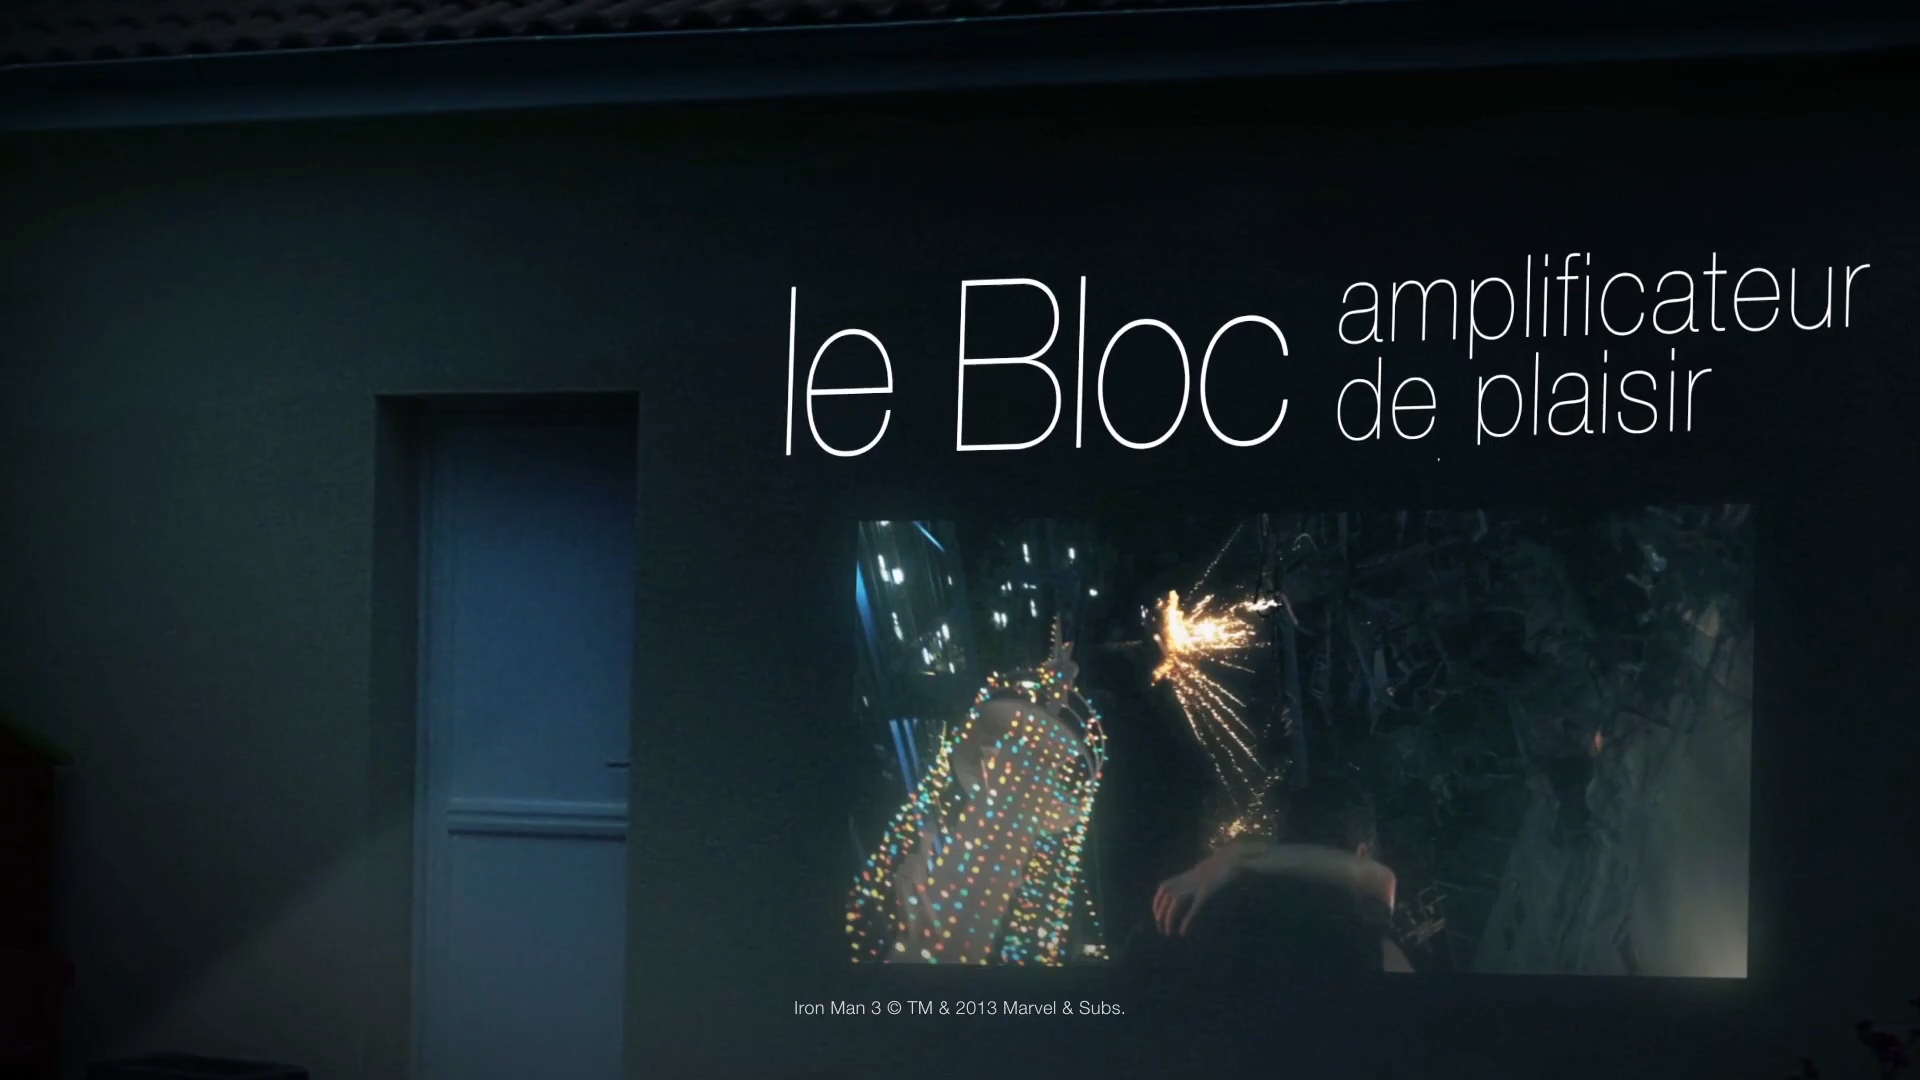 le Bloc
amplificateur
de plaisir
Iron Man 3 © TM & 2013 Marvel & Subs.